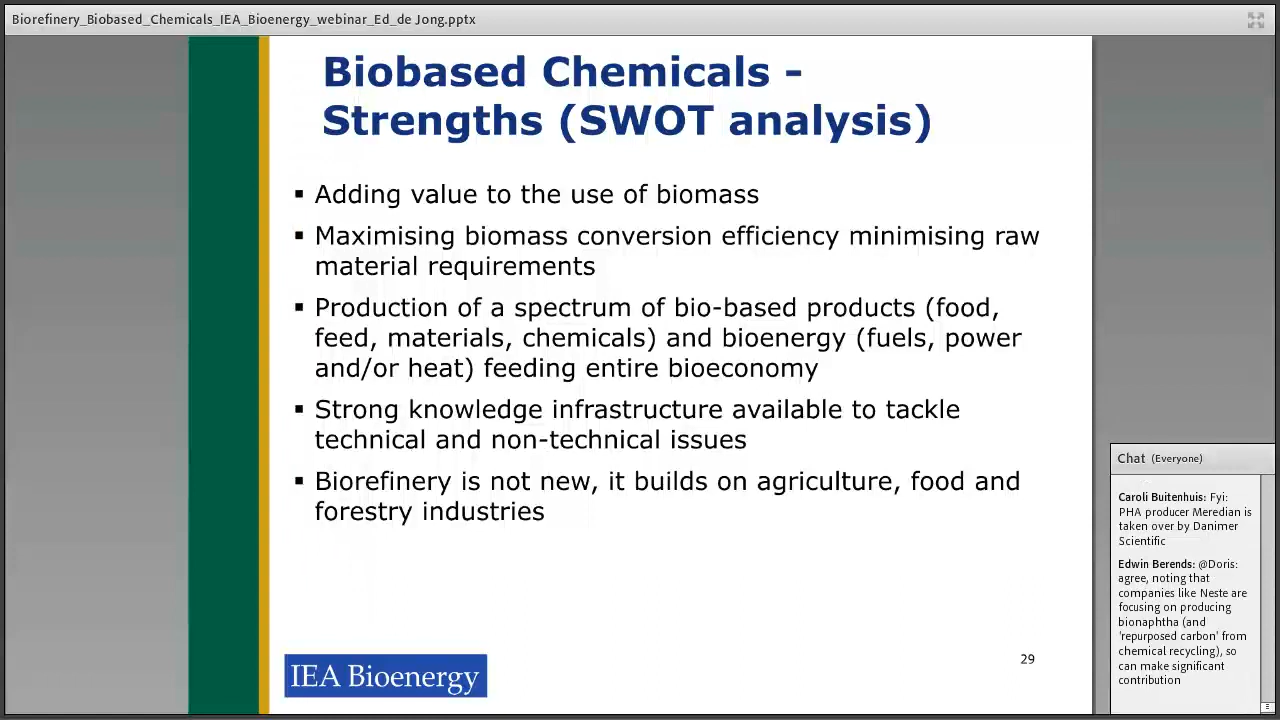 Biorefinery_Biobased_Chemicals_IEA_Bioenergy_webinar_Ed_de Jong.pptx
Biobased Chemicals -
Strengths (SWOT analysis)
▪ Adding value to the use of biomass
▪ Maximising biomass conversion efficiency minimising raw
material requirements
▪ Production of a spectrum of bio-based products (food,
feed, materials, chemicals) and bioenergy (fuels, power
and/or heat) feeding entire bioeconomy
▪ Strong knowledge infrastructure available to tackle
technical and non-technical issues
▪ Biorefinery is not new, it builds on agriculture, food and
forestry industries
IEA Bioenergy
29
Chat (Everyone)
Caroli Buitenhuis: Fyi:
PHA producer Meredian is
taken over by Danimer
Scientific
Edwin Berends: @Doris:
agree, noting that
companies like Neste are
focusing on producing
bionaphtha (and
'repurposed carbon' from
chemical recycling), so
can make significant
contribution